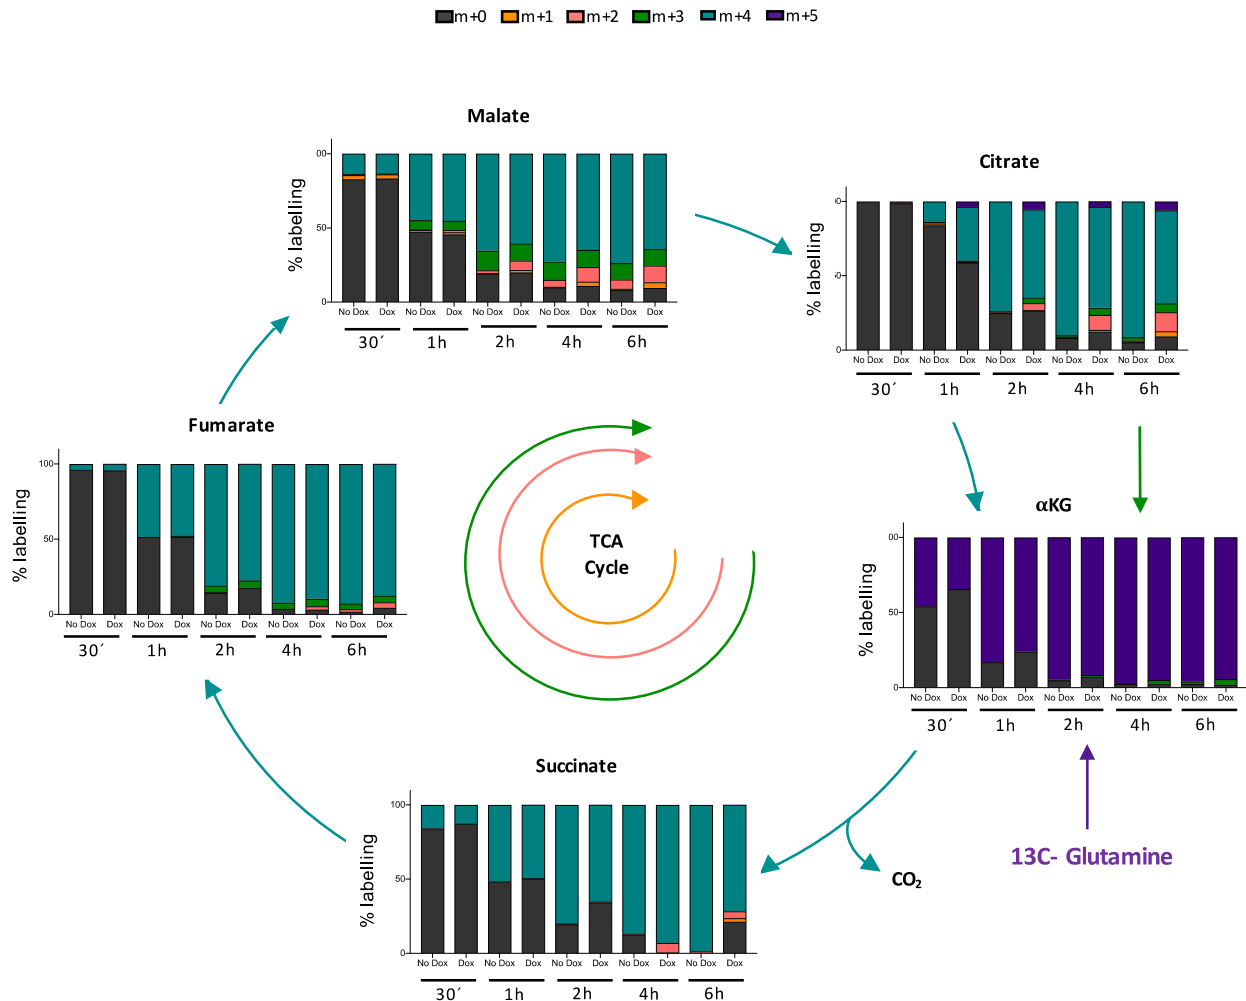 m+0 m+1 m+2 m+3 m+4 m+5
Malate
% labelling
00
50
0
No Dox Dox No Dox Dox No Dox Dox No Dox Dox No Dox Dox
30´ 1h 2h 4h 6h
Citrate
% labelling
00
50
0
No Dox Dox No Dox Dox No Dox Dox No Dox Dox No Dox Dox
30´ 1h 2h 4h 6h
Fumarate
% labelling
100
50
0
No Dox Dox No Dox Dox No Dox Dox No Dox Dox No Dox Dox
30´ 1h 2h 4h 6h
TCA
Cycle
αKG
% labelling
00
50
0
No Dox Dox No Dox Dox No Dox Dox No Dox Dox No Dox Dox
30´ 1h 2h 4h 6h
Succinate
% labelling
100
50
0
No Dox Dox No Dox Dox No Dox Dox No Dox Dox No Dox Dox
30´ 1h 2h 4h 6h
13C- Glutamine
CO₂